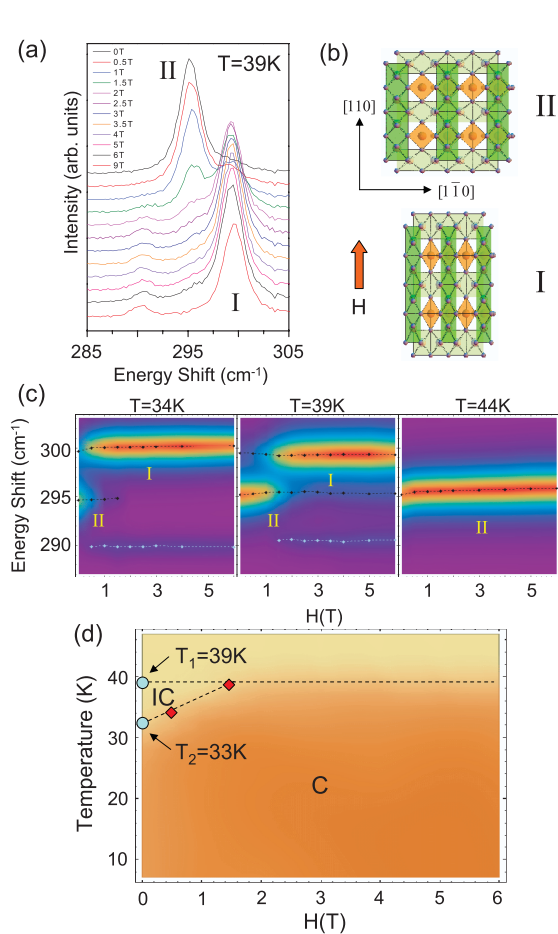 (a)
0T
0.5T
1T
1.5T
2T
2.5T
3T
3.5T
4T
5T
6T
9T
II
T=39K
I
Intensity (arb. units)
285
295
305
Energy Shift (cm-1)
(b)
[110]
[11̄0]
II
H
I
(c)
T=34K
T=39K
T=44K
Energy Shift (cm-1)
300
295
290
I
II
I
II
II
1
3
5
1
3
5
1
3
5
H(T)
(d)
Temperature (K)
40
30
20
10
T1=39K
IC
T2=33K
C
0
1
2
3
4
5
6
H(T)